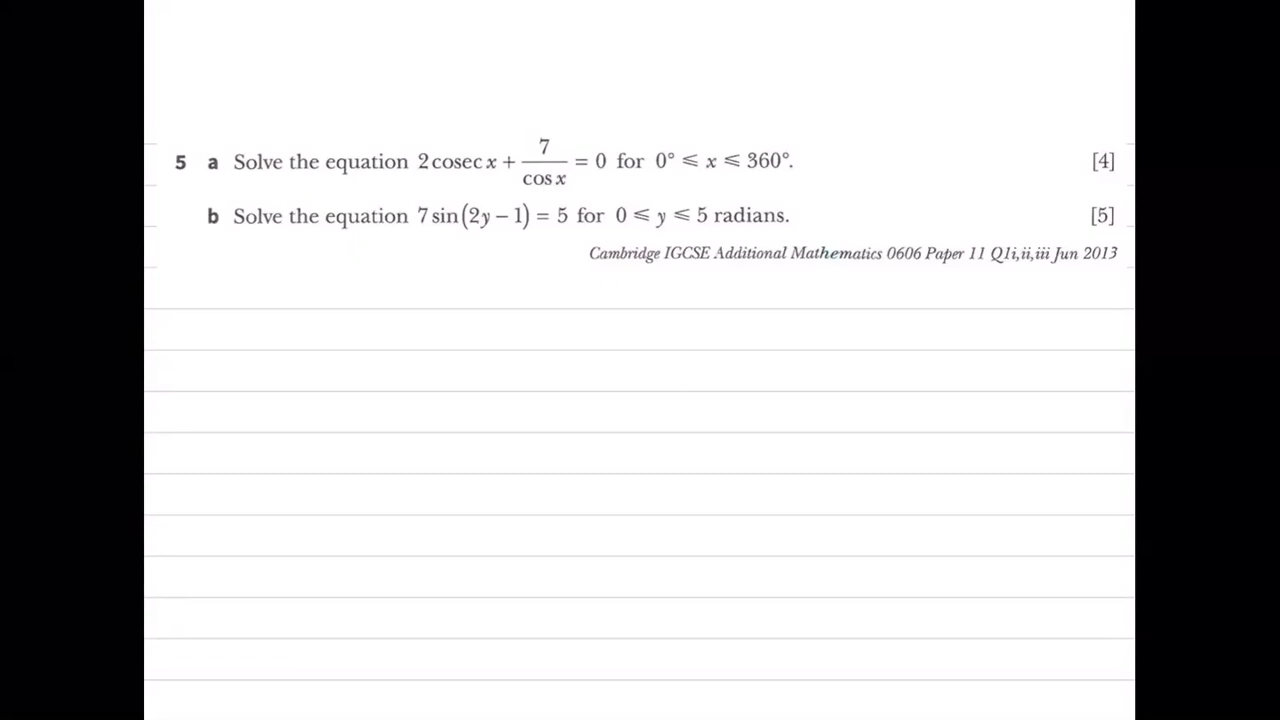 5 a Solve the equation 2 cosec x + 7/cos x = 0 for 0° ⩽ x ⩽ 360°. [4]
b Solve the equation 7 sin(2y − 1) = 5 for 0 ⩽ y ⩽ 5 radians. [5]
Cambridge IGCSE Additional Mathematics 0606 Paper 11 Q1i,ii,iii Jun 2013